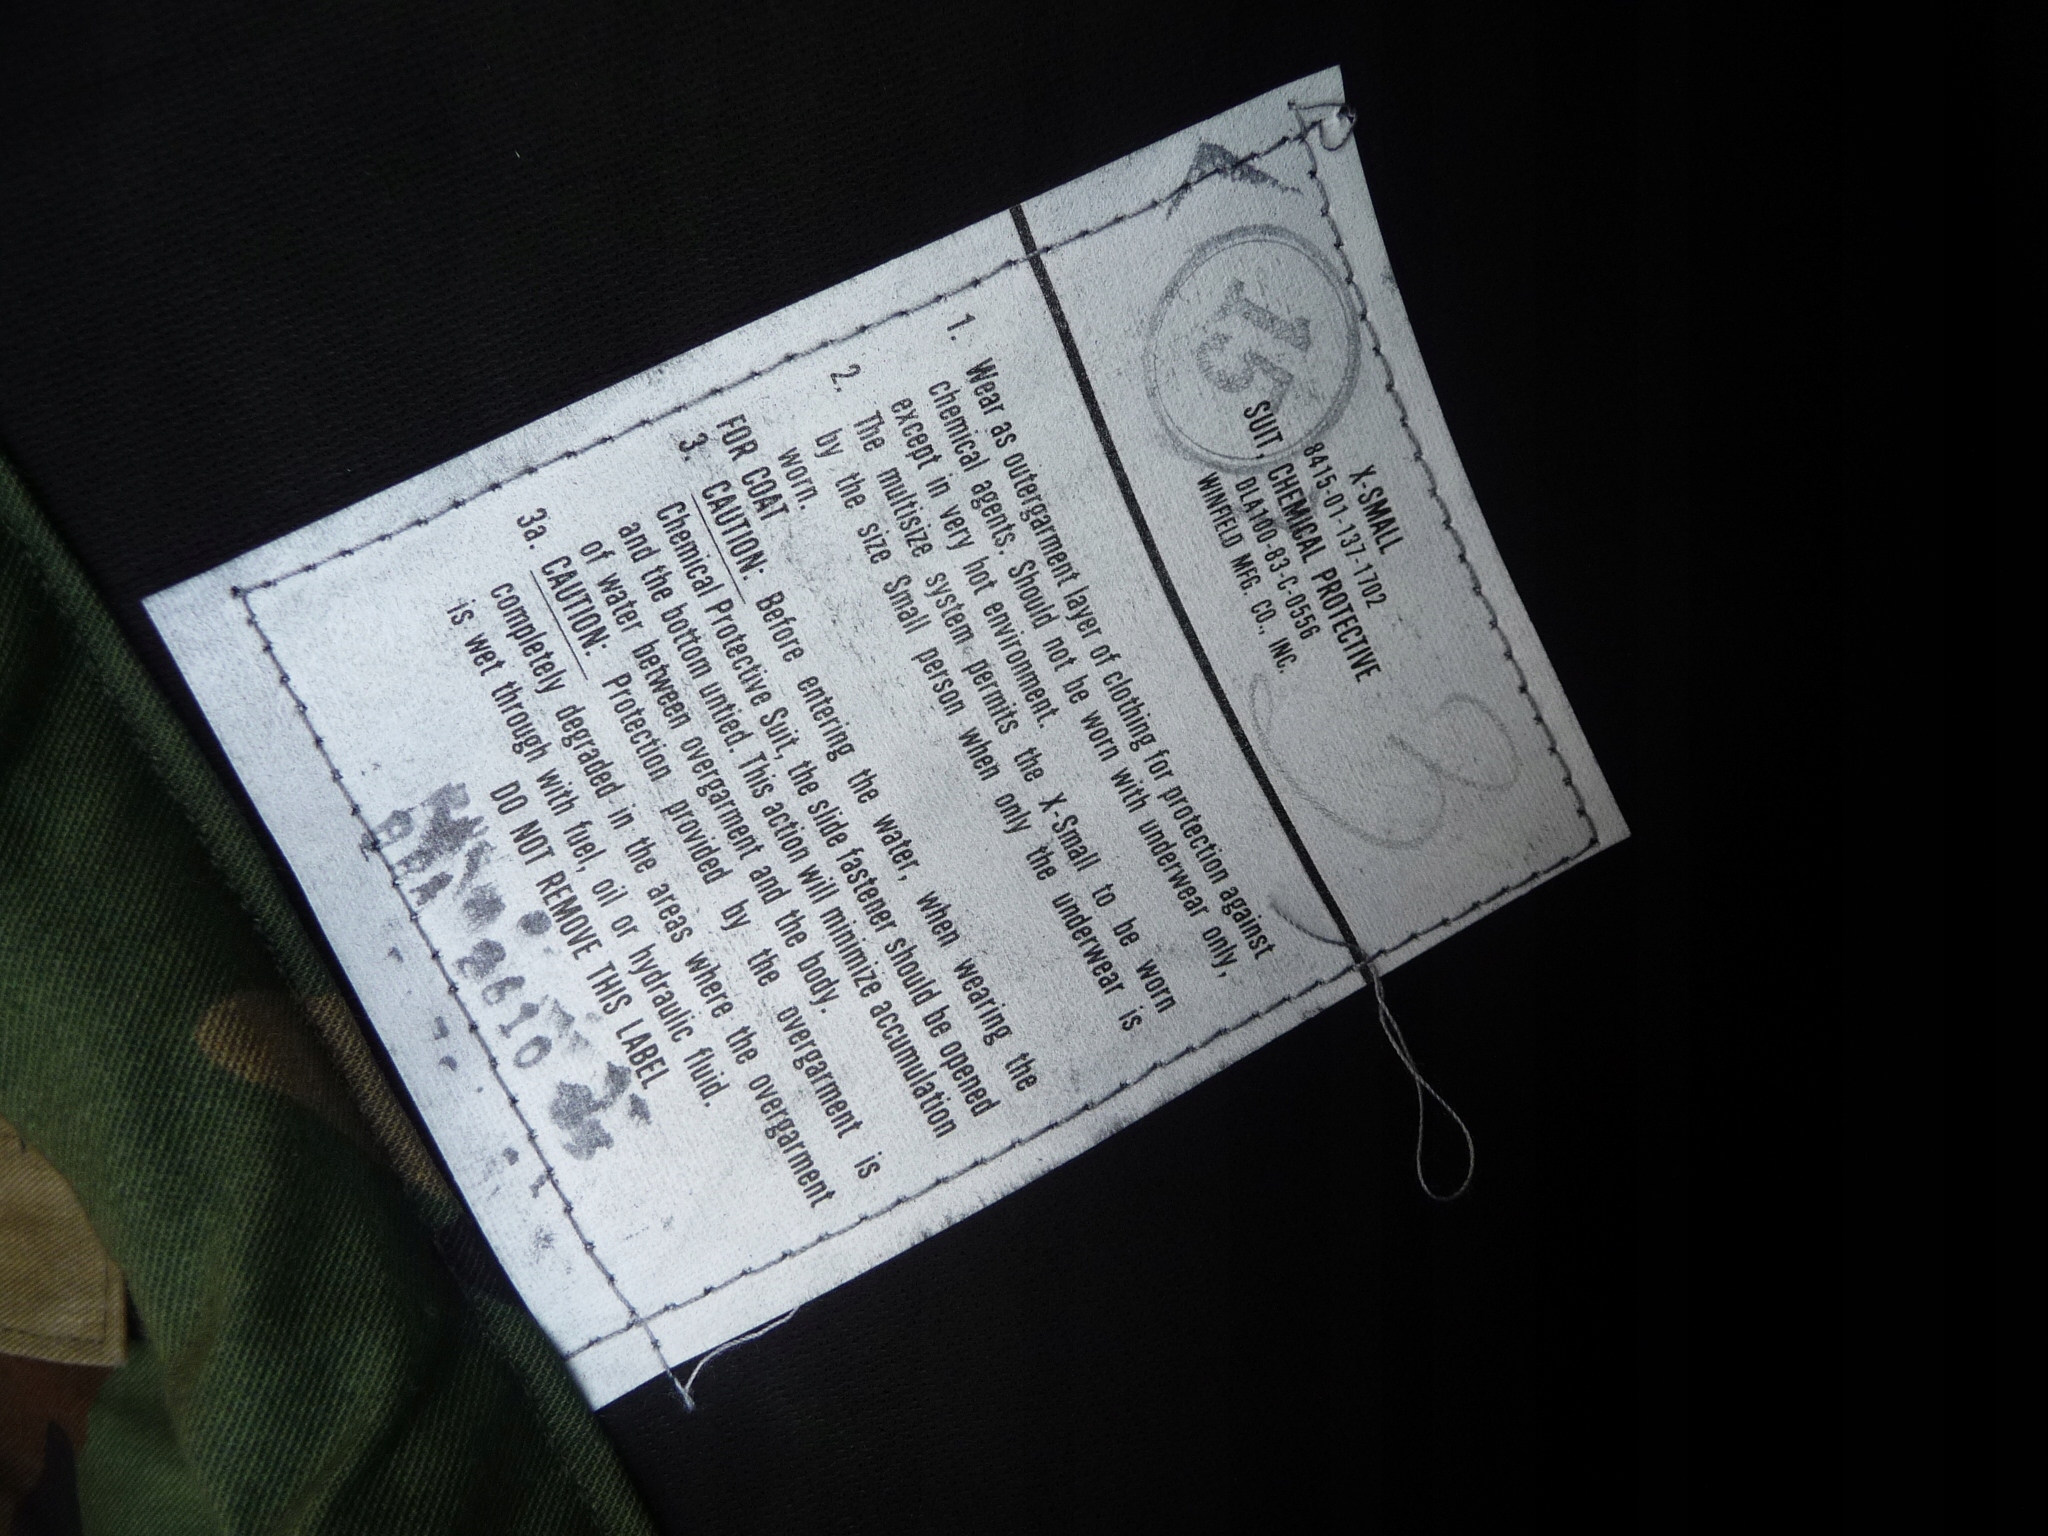 15
X-SMALL
8415-01-137-1702
SUIT, CHEMICAL PROTECTIVE
DLA100-83-C-0556
WINFIELD MFG. CO., INC.
1. Wear as outergarment layer of clothing for protection against
chemical agents. Should not be worn with underwear only,
except in very hot environment.
2. The multisize system permits the X-Small to be worn
by the size Small person when only the underwear is
worn.
FOR COAT
3. CAUTION: Before entering the water, when wearing the
Chemical Protective Suit, the slide fastener should be opened
and the bottom untied. This action will minimize accumulation
of water between overgarment and the body.
3a. CAUTION: Protection provided by the overgarment is
completely degraded in the areas where the overgarment
is wet through with fuel, oil or hydraulic fluid.
DO NOT REMOVE THIS LABEL
2610